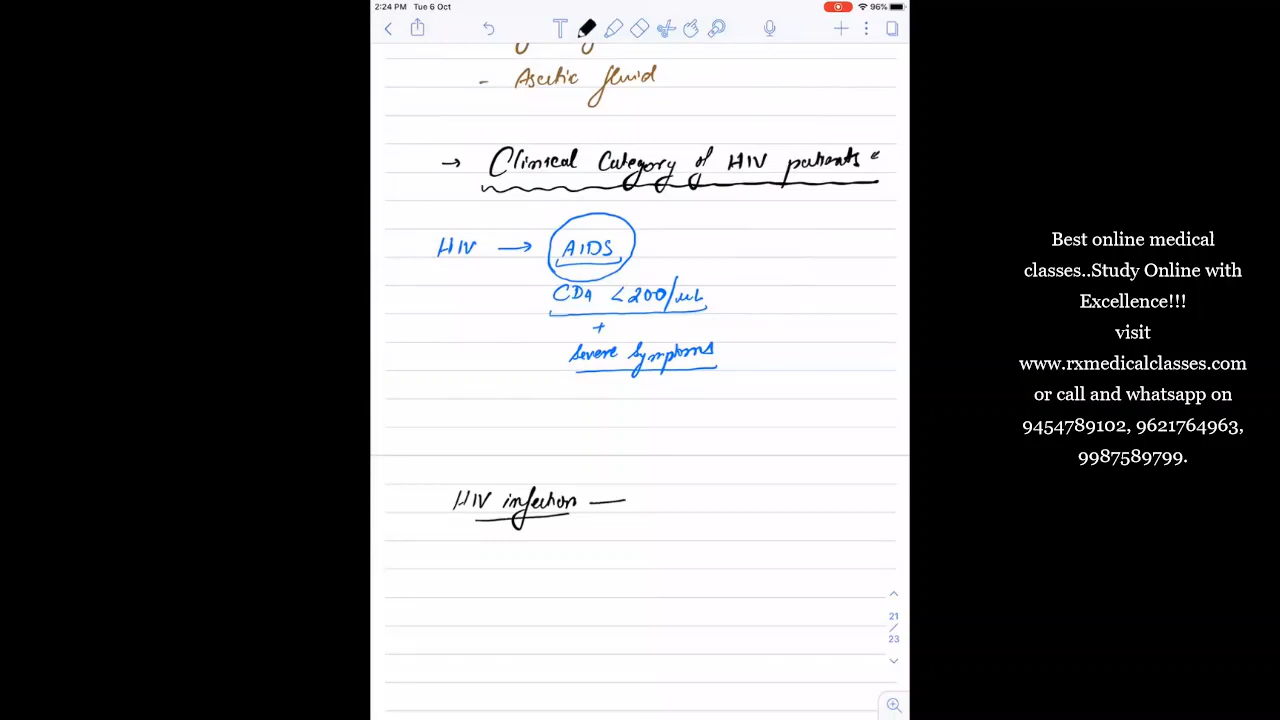 2:24 PM Tue 6 Oct
96%
- Ascitic fluid
→ Clinical Category of HIV patients
HIV → AIDS
CD4 <200/μL
+
Severe Symptoms
HIV infection —
21
/
23
Best online medical
classes..Study Online with
Excellence!!!
visit
www.rxmedicalclasses.com
or call and whatsapp on
9454789102, 9621764963,
9987589799.